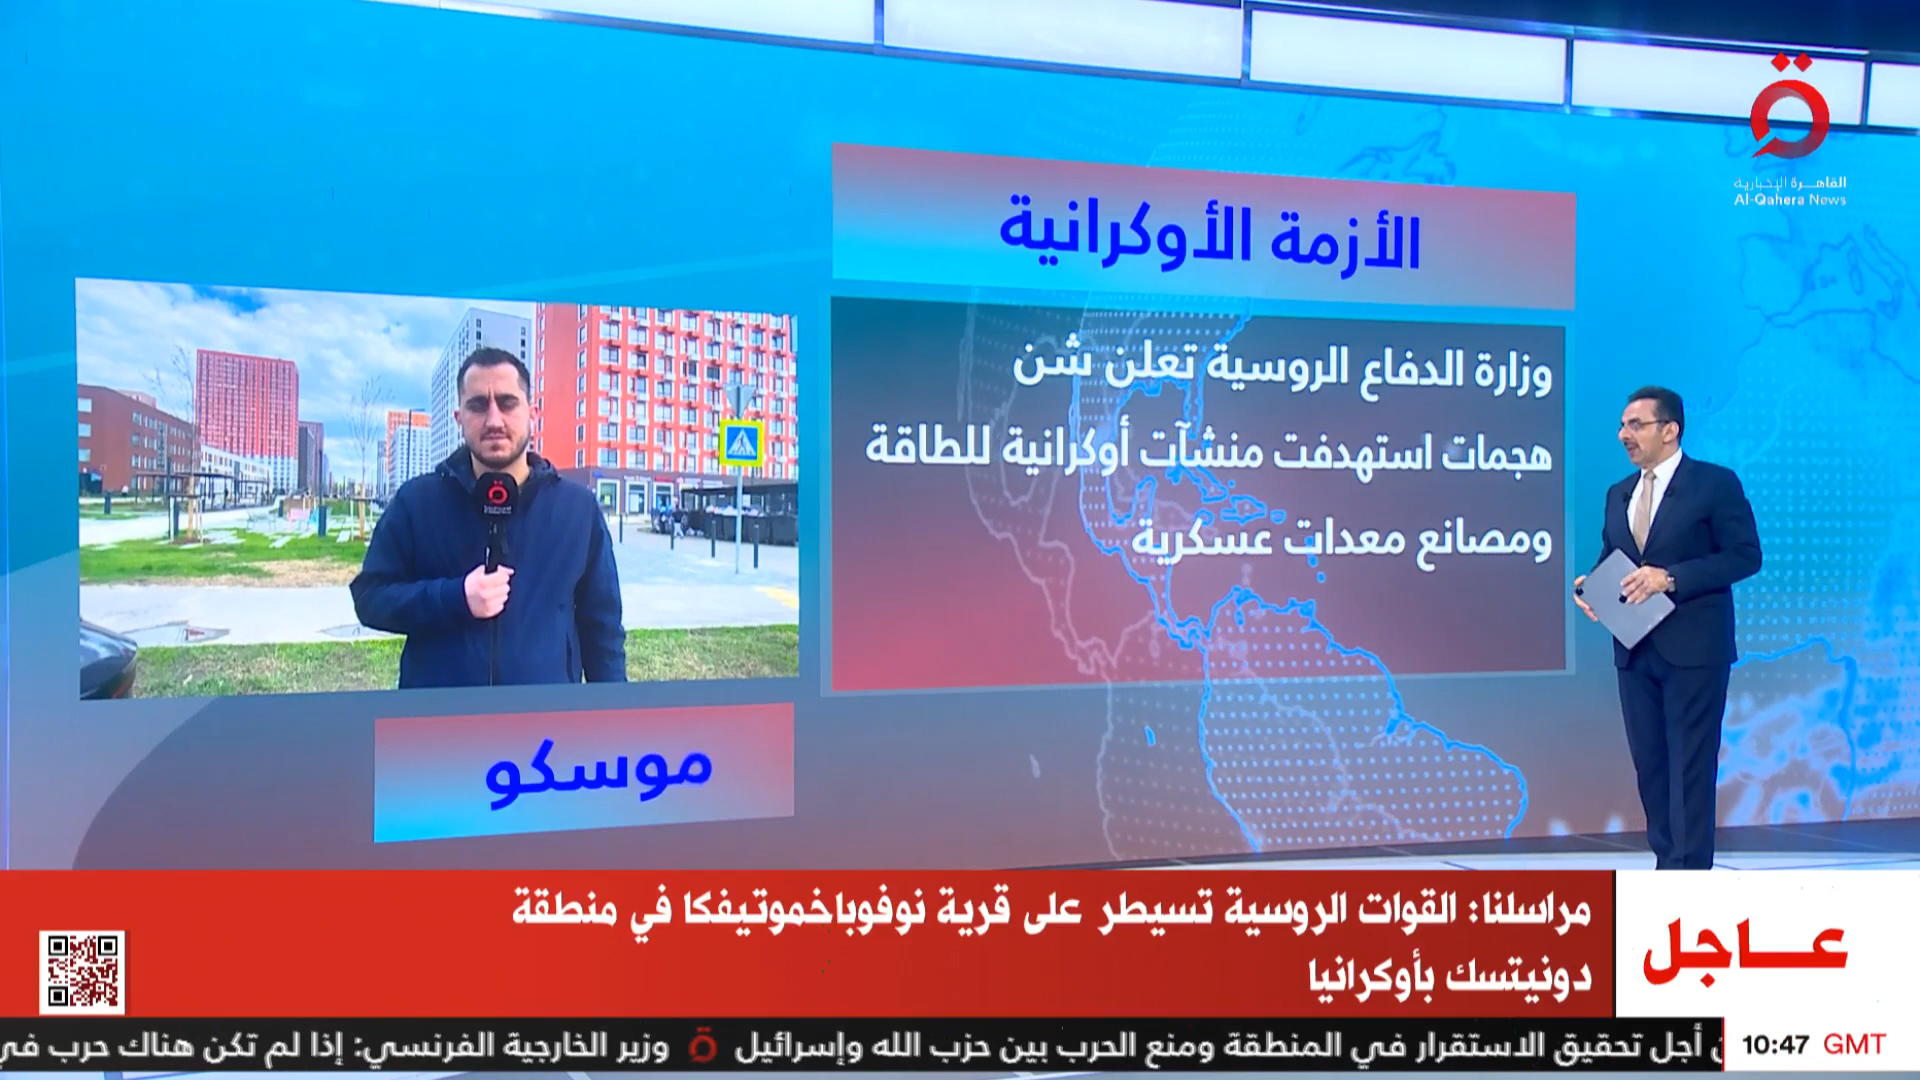 القاهرة الإخبارية
Al-Qahera News
الأزمة الأوكرانية
وزارة الدفاع الروسية تعلن شن
هجمات استهدفت منشآت أوكرانية للطاقة
ومصانع معدات عسكرية
موسكو
عاجل
مراسلنا: القوات الروسية تسيطر على قرية نوفوباخموتيفكا في منطقة
دونيتسك بأوكرانيا
10:47 GMT
أجل تحقيق الاستقرار في المنطقة ومنع الحرب بين حزب الله وإسرائيل وزير الخارجية الفرنسي: إذا لم تكن هناك حرب في